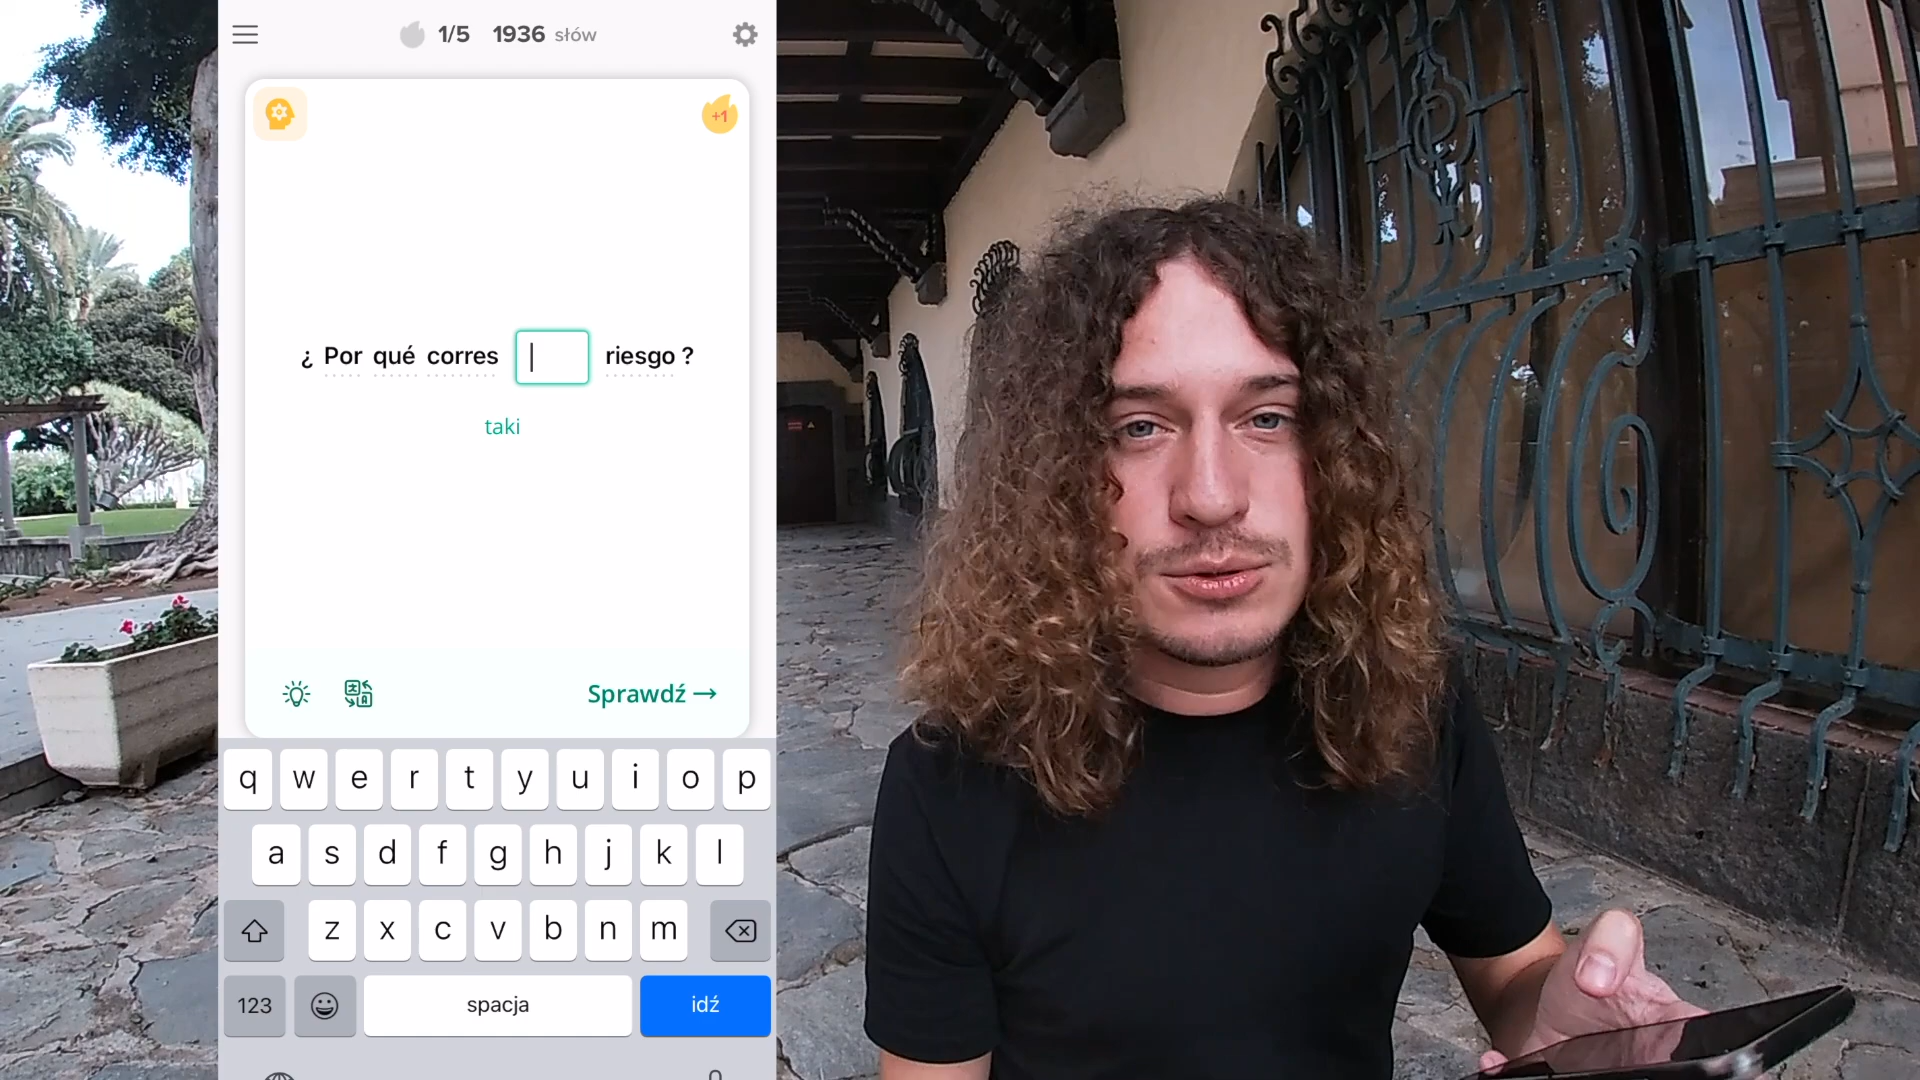 1/5 1936 słów
+1
¿ Por qué corres riesgo ?
taki
Sprawdź →
q w e r t y u i o p
a s d f g h j k l
z x c v b n m
123 spacja idź